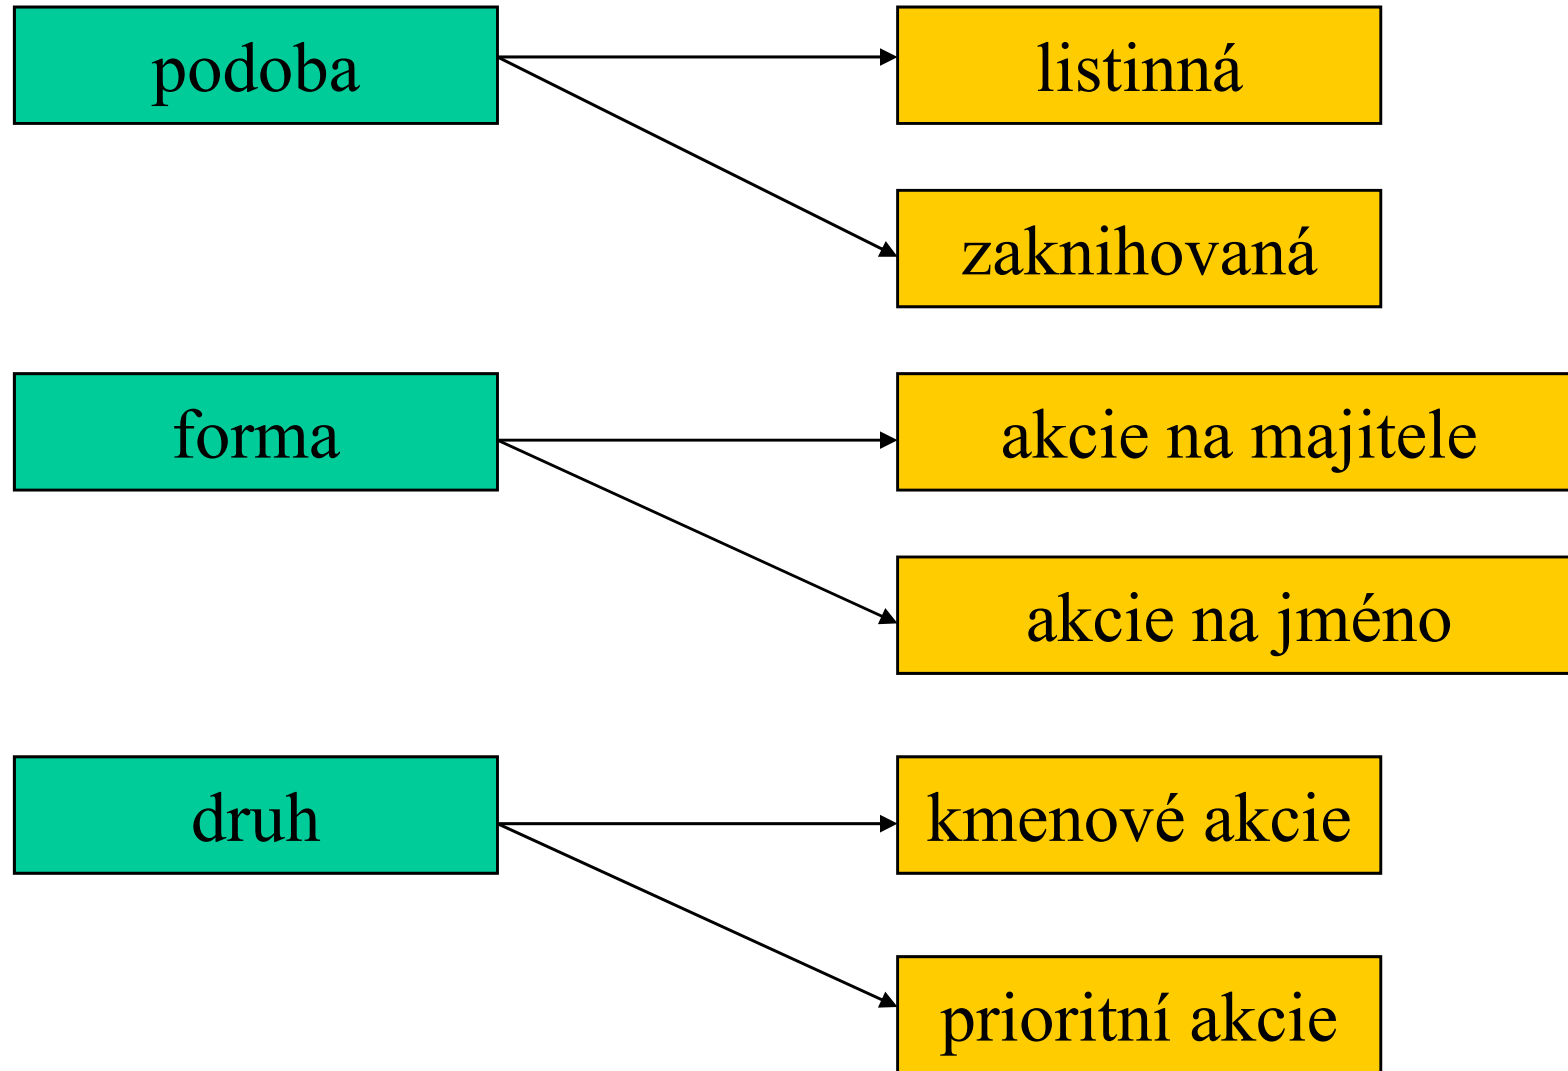 podoba
listinná
zaknihovaná
forma
akcie na majitele
akcie na jméno
druh
kmenové akcie
prioritní akcie